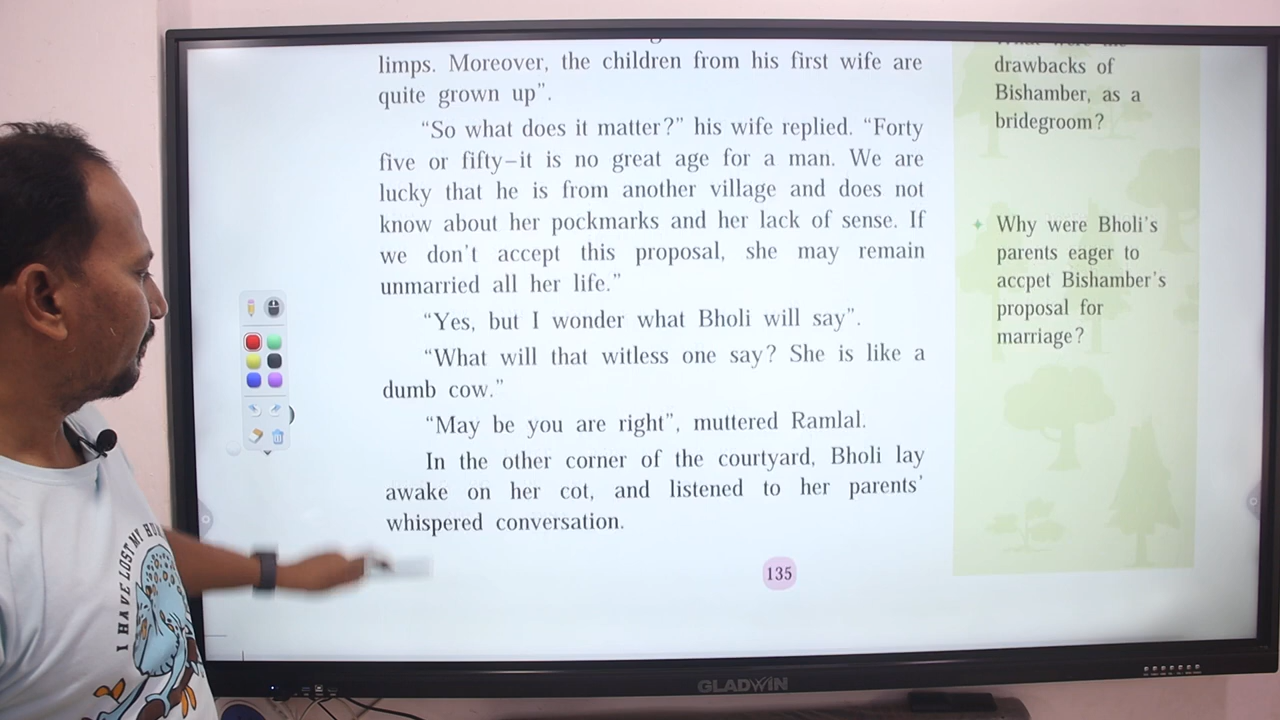 limps. Moreover, the children from his first wife are
quite grown up".
"So what does it matter?" his wife replied. "Forty
five or fifty–it is no great age for a man. We are
lucky that he is from another village and does not
know about her pockmarks and her lack of sense. If
we don't accept this proposal, she may remain
unmarried all her life."
"Yes, but I wonder what Bholi will say".
"What will that witless one say? She is like a
dumb cow."
"May be you are right", muttered Ramlal.
In the other corner of the courtyard, Bholi lay
awake on her cot, and listened to her parents'
whispered conversation.
135
drawbacks of
Bishamber, as a
bridegroom?
Why were Bholi's
parents eager to
accpet Bishamber's
proposal for
marriage?
I HAVE LOST MY
GLADWIN